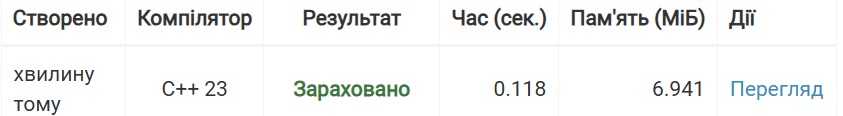 Створено Компілятор Результат Час (сек.) Пам'ять (МіБ) Дії
хвилину
тому C++ 23 Зараховано 0.118 6.941 Перегляд